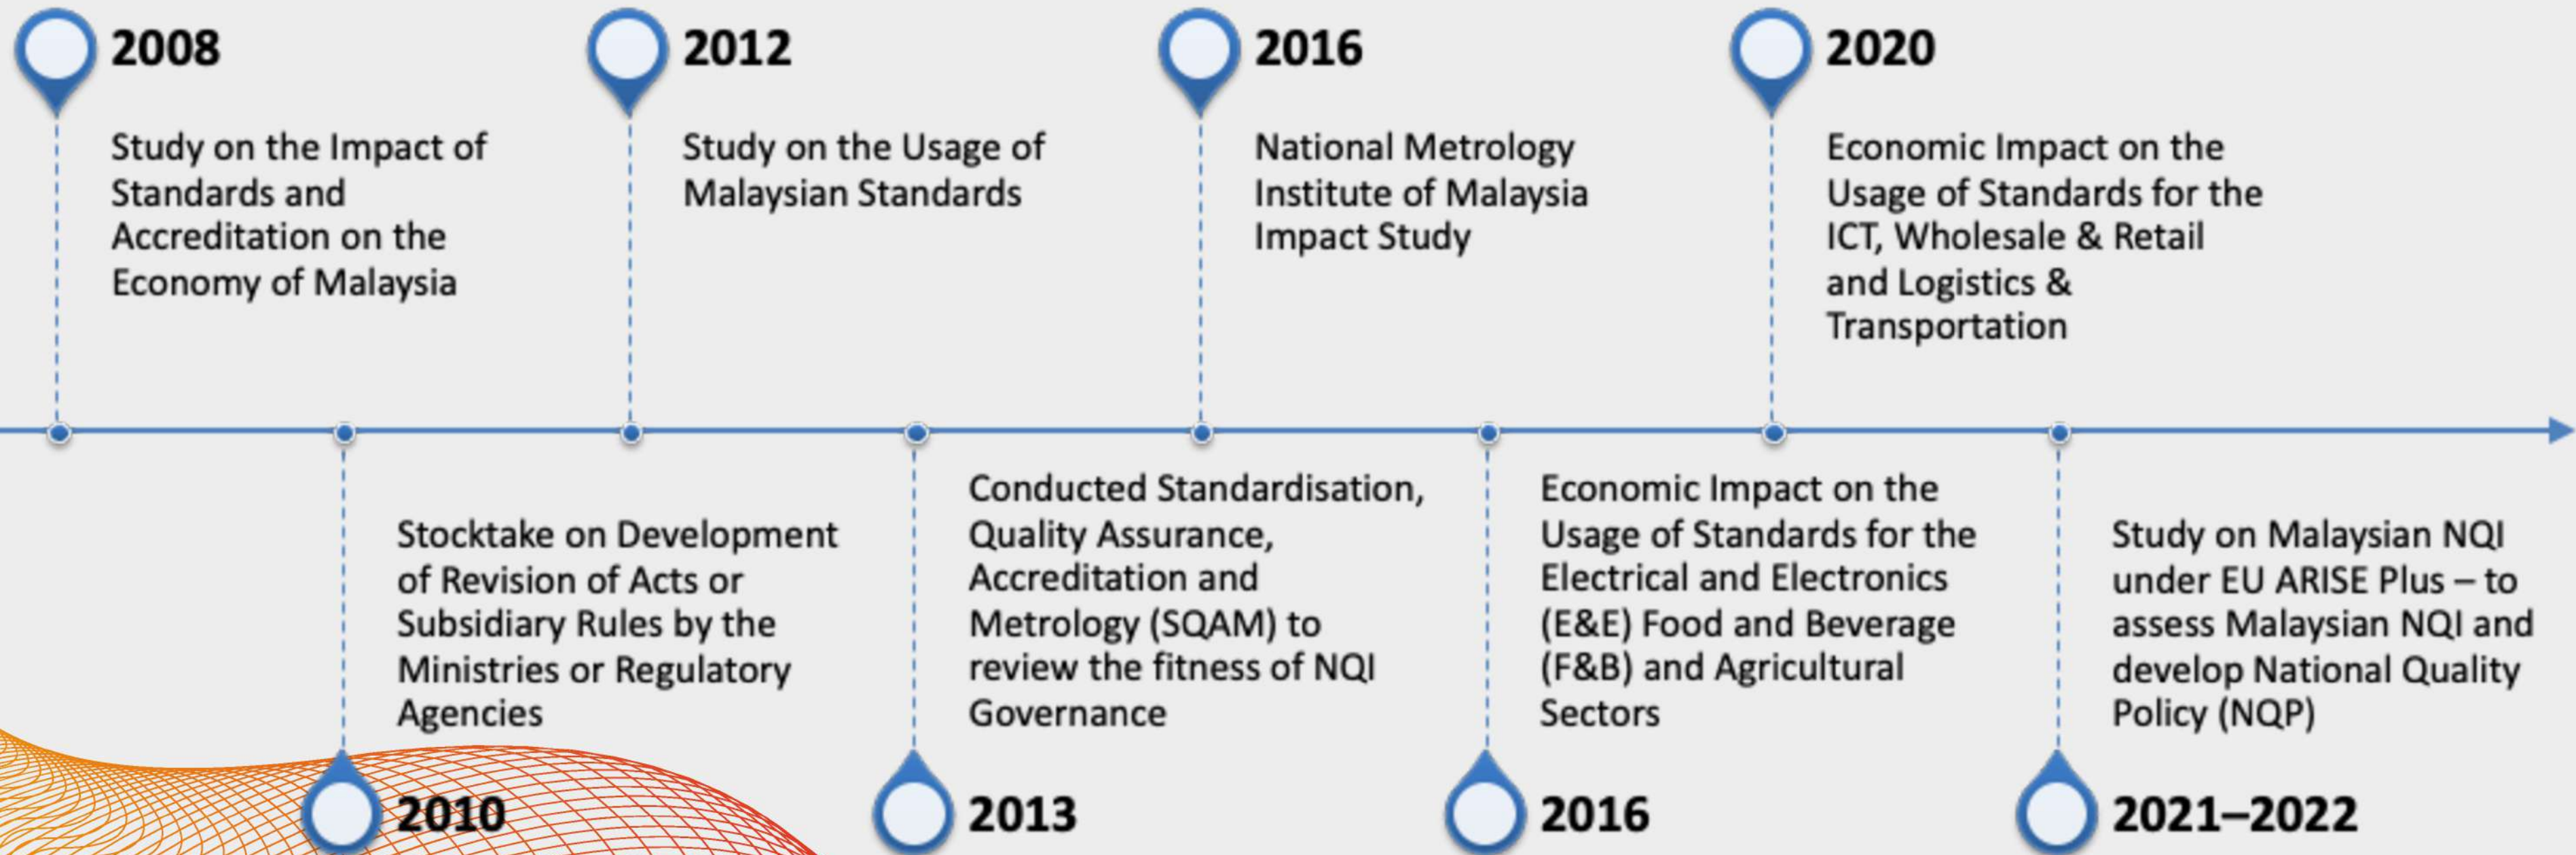 2008
Study on the Impact of
Standards and
Accreditation on the
Economy of Malaysia
2012
Study on the Usage of
Malaysian Standards
2016
National Metrology
Institute of Malaysia
Impact Study
2020
Economic Impact on the
Usage of Standards for the
ICT, Wholesale & Retail
and Logistics &
Transportation
Stocktake on Development
of Revision of Acts or
Subsidiary Rules by the
Ministries or Regulatory
Agencies
2010
Conducted Standardisation,
Quality Assurance,
Accreditation and
Metrology (SQAM) to
review the fitness of NQI
Governance
2013
Economic Impact on the
Usage of Standards for the
Electrical and Electronics
(E&E) Food and Beverage
(F&B) and Agricultural
Sectors
2016
Study on Malaysian NQI
under EU ARISE Plus – to
assess Malaysian NQI and
develop National Quality
Policy (NQP)
2021–2022